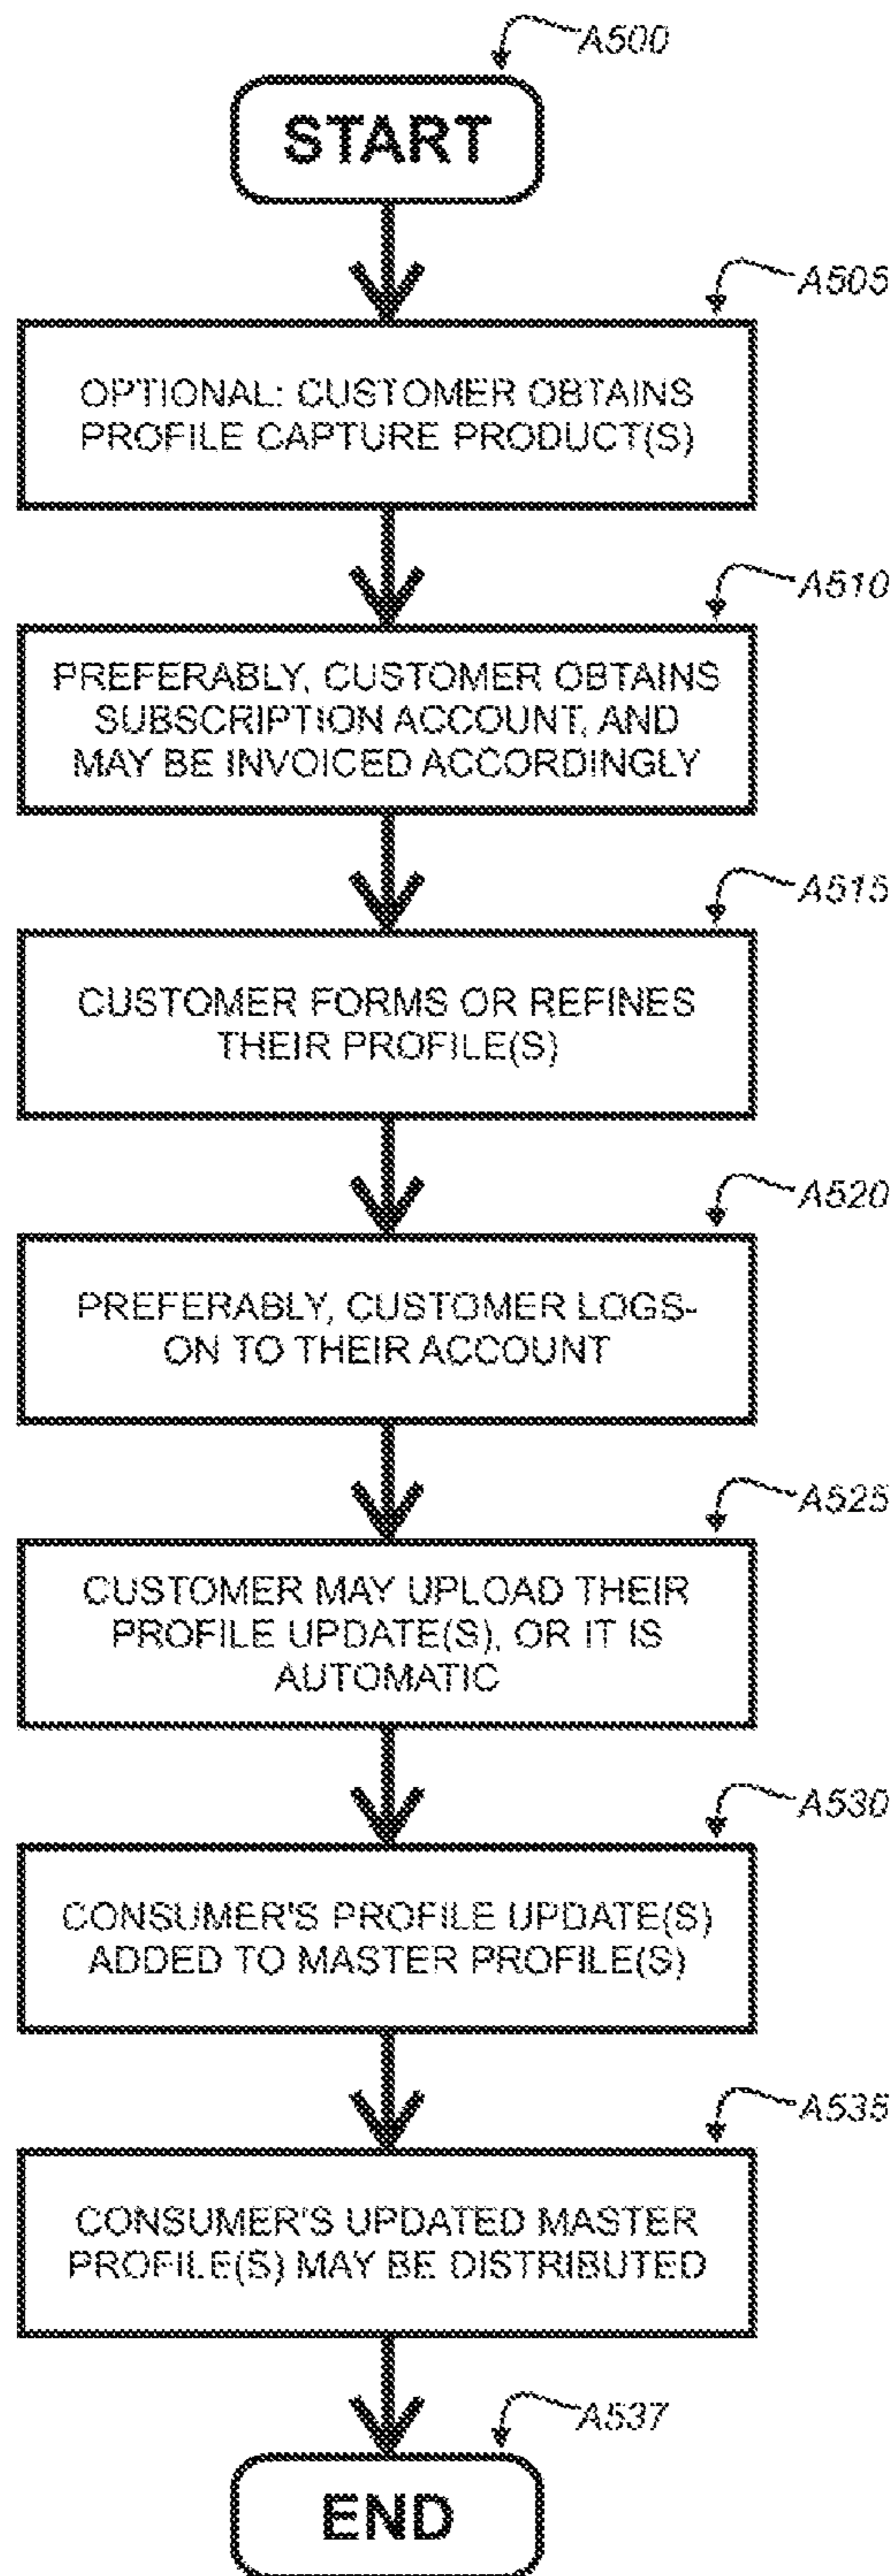 A500
START
A505
OPTIONAL: CUSTOMER OBTAINS
PROFILE CAPTURE PRODUCT(S)
A510
PREFERABLY, CUSTOMER OBTAINS
SUBSCRIPTION ACCOUNT, AND
MAY BE INVOICED ACCORDINGLY
A515
CUSTOMER FORMS OR REFINES
THEIR PROFILE(S)
A520
PREFERABLY, CUSTOMER LOGS-
ON TO THEIR ACCOUNT
A525
CUSTOMER MAY UPLOAD THEIR
PROFILE UPDATE(S), OR IT IS
AUTOMATIC
A530
CONSUMER'S PROFILE UPDATE(S)
ADDED TO MASTER PROFILE(S)
A535
CONSUMER'S UPDATED MASTER
PROFILE(S) MAY BE DISTRIBUTED
A537
END